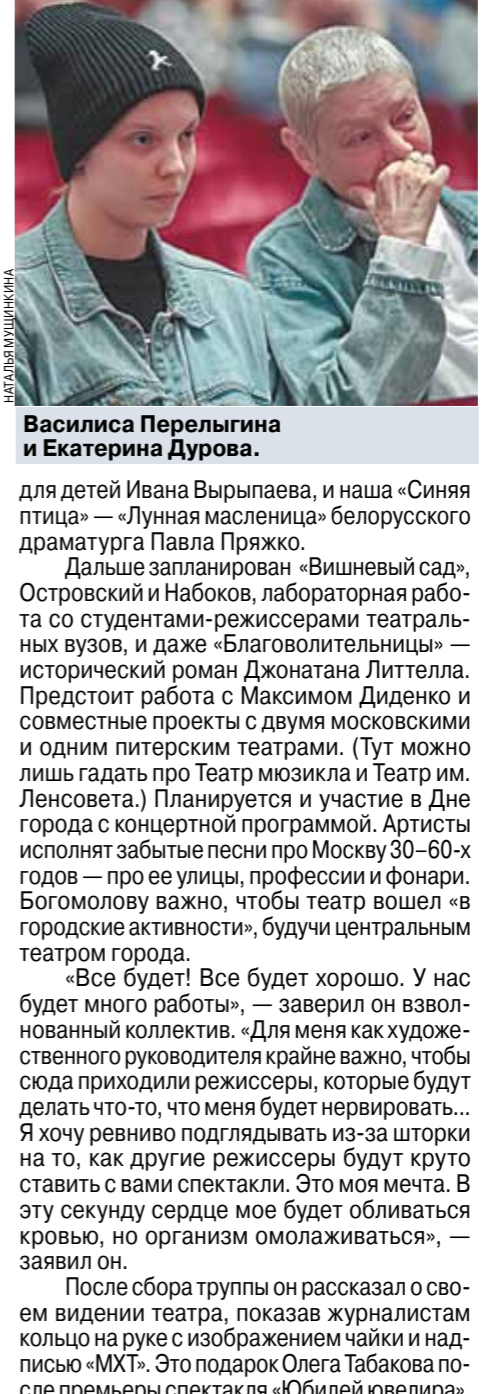 НАТАЛЬЯ МУЩИНКИНА
Василиса Перелыгина
и Екатерина Дурова.
для детей Ивана Вырыпаева, и наша «Синяя
птица» — «Лунная масленица» белорусского
драматурга Павла Пряжко.
Дальше запланирован «Вишневый сад»,
Островский и Набоков, лабораторная рабо-
та со студентами-режиссерами театраль-
ных вузов, и даже «Благоволительницы» —
исторический роман Джонатана Литтелла.
Предстоит работа с Максимом Диденко и
совместные проекты с двумя московскими
и одним питерским театрами. (Тут можно
лишь гадать про Театр мюзикла и Театр им.
Ленсовета.) Планируется и участие в Дне
города с концертной программой. Артисты
исполнят забытые песни про Москву 30–60-х
годов — про ее улицы, профессии и фонари.
Богомолову важно, чтобы театр вошел «в
городские активности», будучи центральным
театром города.
«Все будет! Все будет хорошо. У нас
будет много работы», — заверил он взвол-
нованный коллектив. «Для меня как художе-
ственного руководителя крайне важно, чтобы
сюда приходили режиссеры, которые будут
делать что-то, что меня будет нервировать...
Я хочу ревниво подглядывать из-за шторки
на то, как другие режиссеры будут круто
ставить с вами спектакли. Это моя мечта. В
эту секунду сердце мое будет обливаться
кровью, но организм омолаживаться», —
заявил он.
После сбора труппы он рассказал о сво-
ем видении театра, показав журналистам
кольцо на руке с изображением чайки и над-
писью «МХТ». Это подарок Олега Табакова по-
сле премьеры спектакля «Юбилей ювелира».